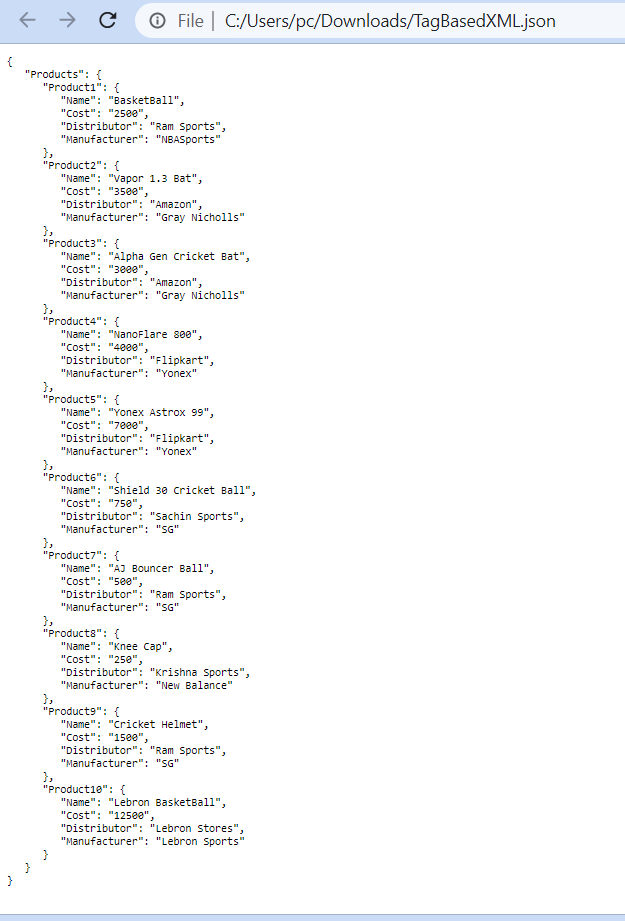 File | C:/Users/pc/Downloads/TagBasedXML.json
{
   "Products": {
      "Product1": {
         "Name": "BasketBall",
         "Cost": "2500",
         "Distributor": "Ram Sports",
         "Manufacturer": "NBASports"
      },
      "Product2": {
         "Name": "Vapor 1.3 Bat",
         "Cost": "3500",
         "Distributor": "Amazon",
         "Manufacturer": "Gray Nicholls"
      },
      "Product3": {
         "Name": "Alpha Gen Cricket Bat",
         "Cost": "3000",
         "Distributor": "Amazon",
         "Manufacturer": "Gray Nicholls"
      },
      "Product4": {
         "Name": "NanoFlare 800",
         "Cost": "4000",
         "Distributor": "Flipkart",
         "Manufacturer": "Yonex"
      },
      "Product5": {
         "Name": "Yonex Astrox 99",
         "Cost": "7000",
         "Distributor": "Flipkart",
         "Manufacturer": "Yonex"
      },
      "Product6": {
         "Name": "Shield 30 Cricket Ball",
         "Cost": "750",
         "Distributor": "Sachin Sports",
         "Manufacturer": "SG"
      },
      "Product7": {
         "Name": "AJ Bouncer Ball",
         "Cost": "500",
         "Distributor": "Ram Sports",
         "Manufacturer": "SG"
      },
      "Product8": {
         "Name": "Knee Cap",
         "Cost": "250",
         "Distributor": "Krishna Sports",
         "Manufacturer": "New Balance"
      },
      "Product9": {
         "Name": "Cricket Helmet",
         "Cost": "1500",
         "Distributor": "Ram Sports",
         "Manufacturer": "SG"
      },
      "Product10": {
         "Name": "Lebron BasketBall",
         "Cost": "12500",
         "Distributor": "Lebron Stores",
         "Manufacturer": "Lebron Sports"
      }
   }
}